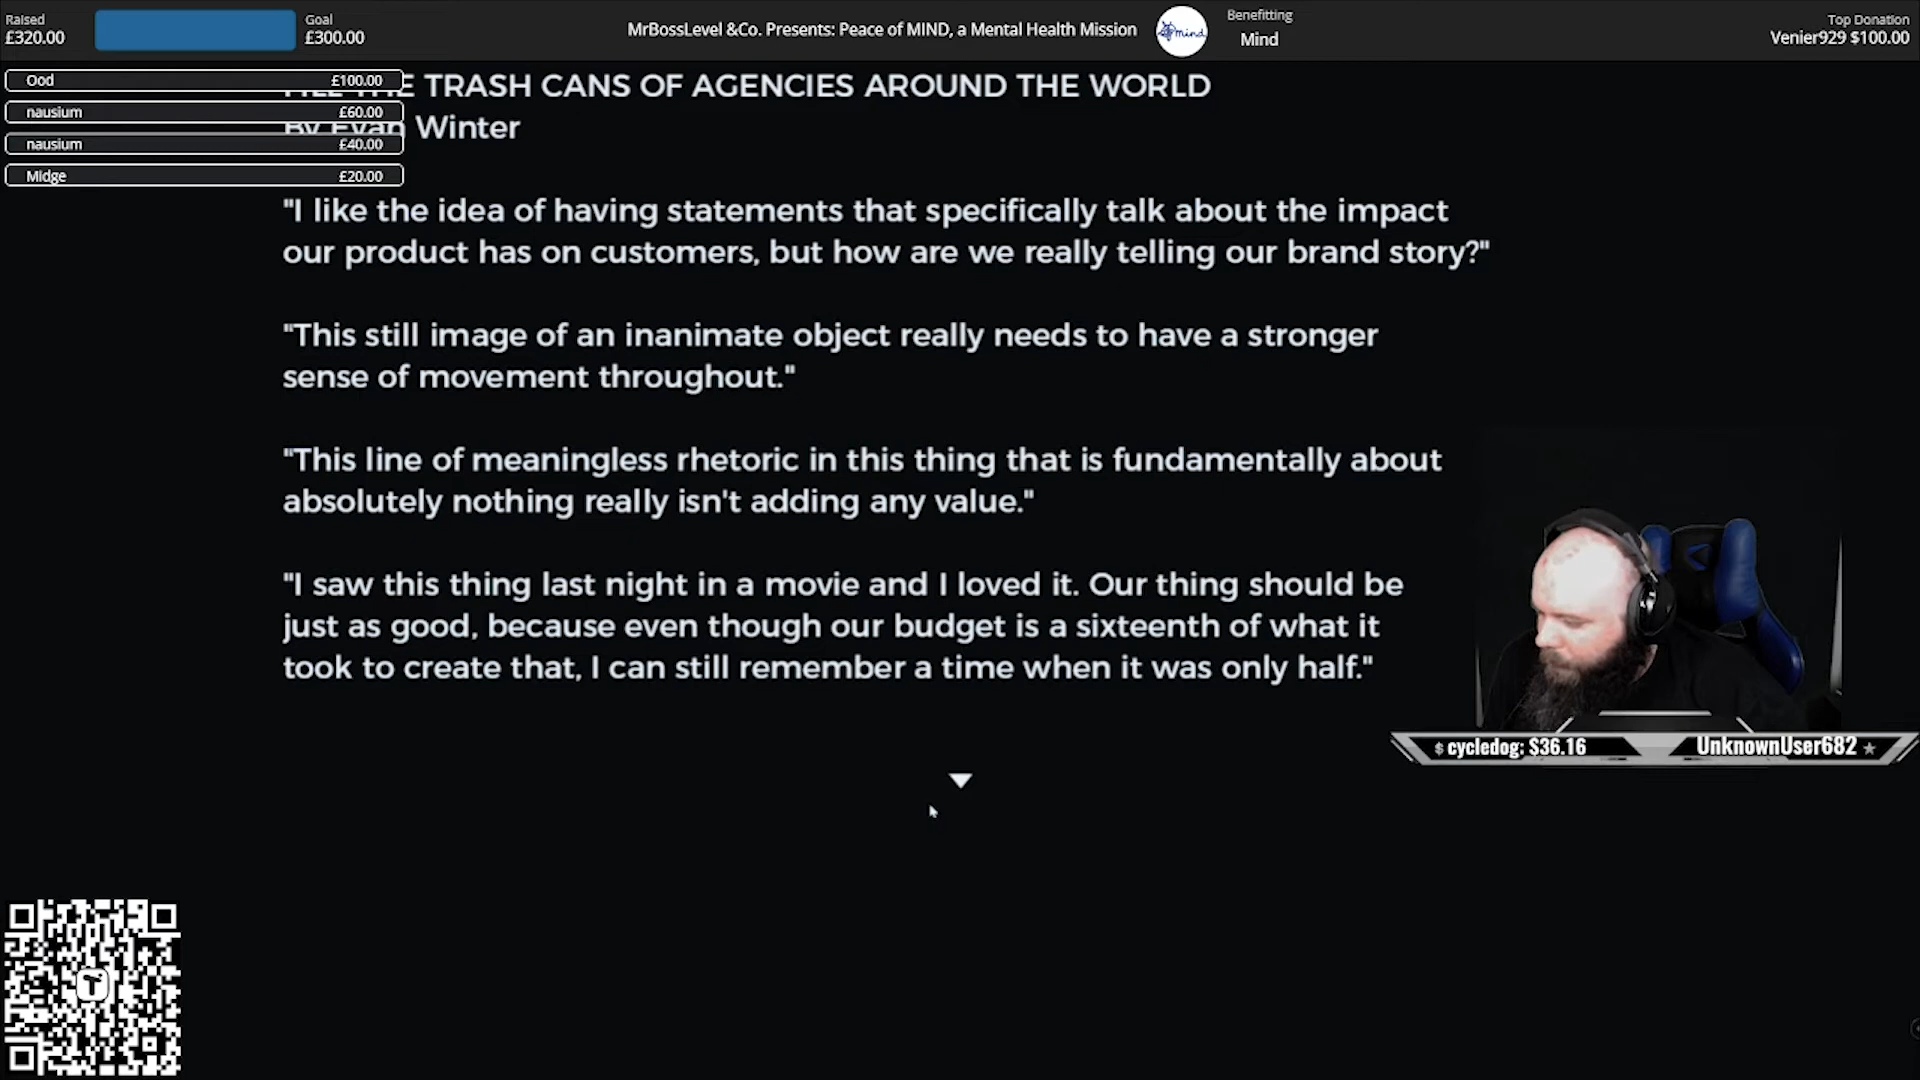 Raised
£320.00
Goal
£300.00
MrBossLevel &Co. Presents: Peace of MIND, a Mental Health Mission
mind
Benefitting
Mind
Top Donation
Venier929 $100.00
Ood £100.00
nausium £60.00
nausium £40.00
Midge £20.00
TRASH CANS OF AGENCIES AROUND THE WORLD
By Evan Winter
"I like the idea of having statements that specifically talk about the impact
our product has on customers, but how are we really telling our brand story?"
"This still image of an inanimate object really needs to have a stronger
sense of movement throughout."
"This line of meaningless rhetoric in this thing that is fundamentally about
absolutely nothing really isn't adding any value."
"I saw this thing last night in a movie and I loved it. Our thing should be
just as good, because even though our budget is a sixteenth of what it
took to create that, I can still remember a time when it was only half."
$ cycledog: $36.16
UnknownUser682